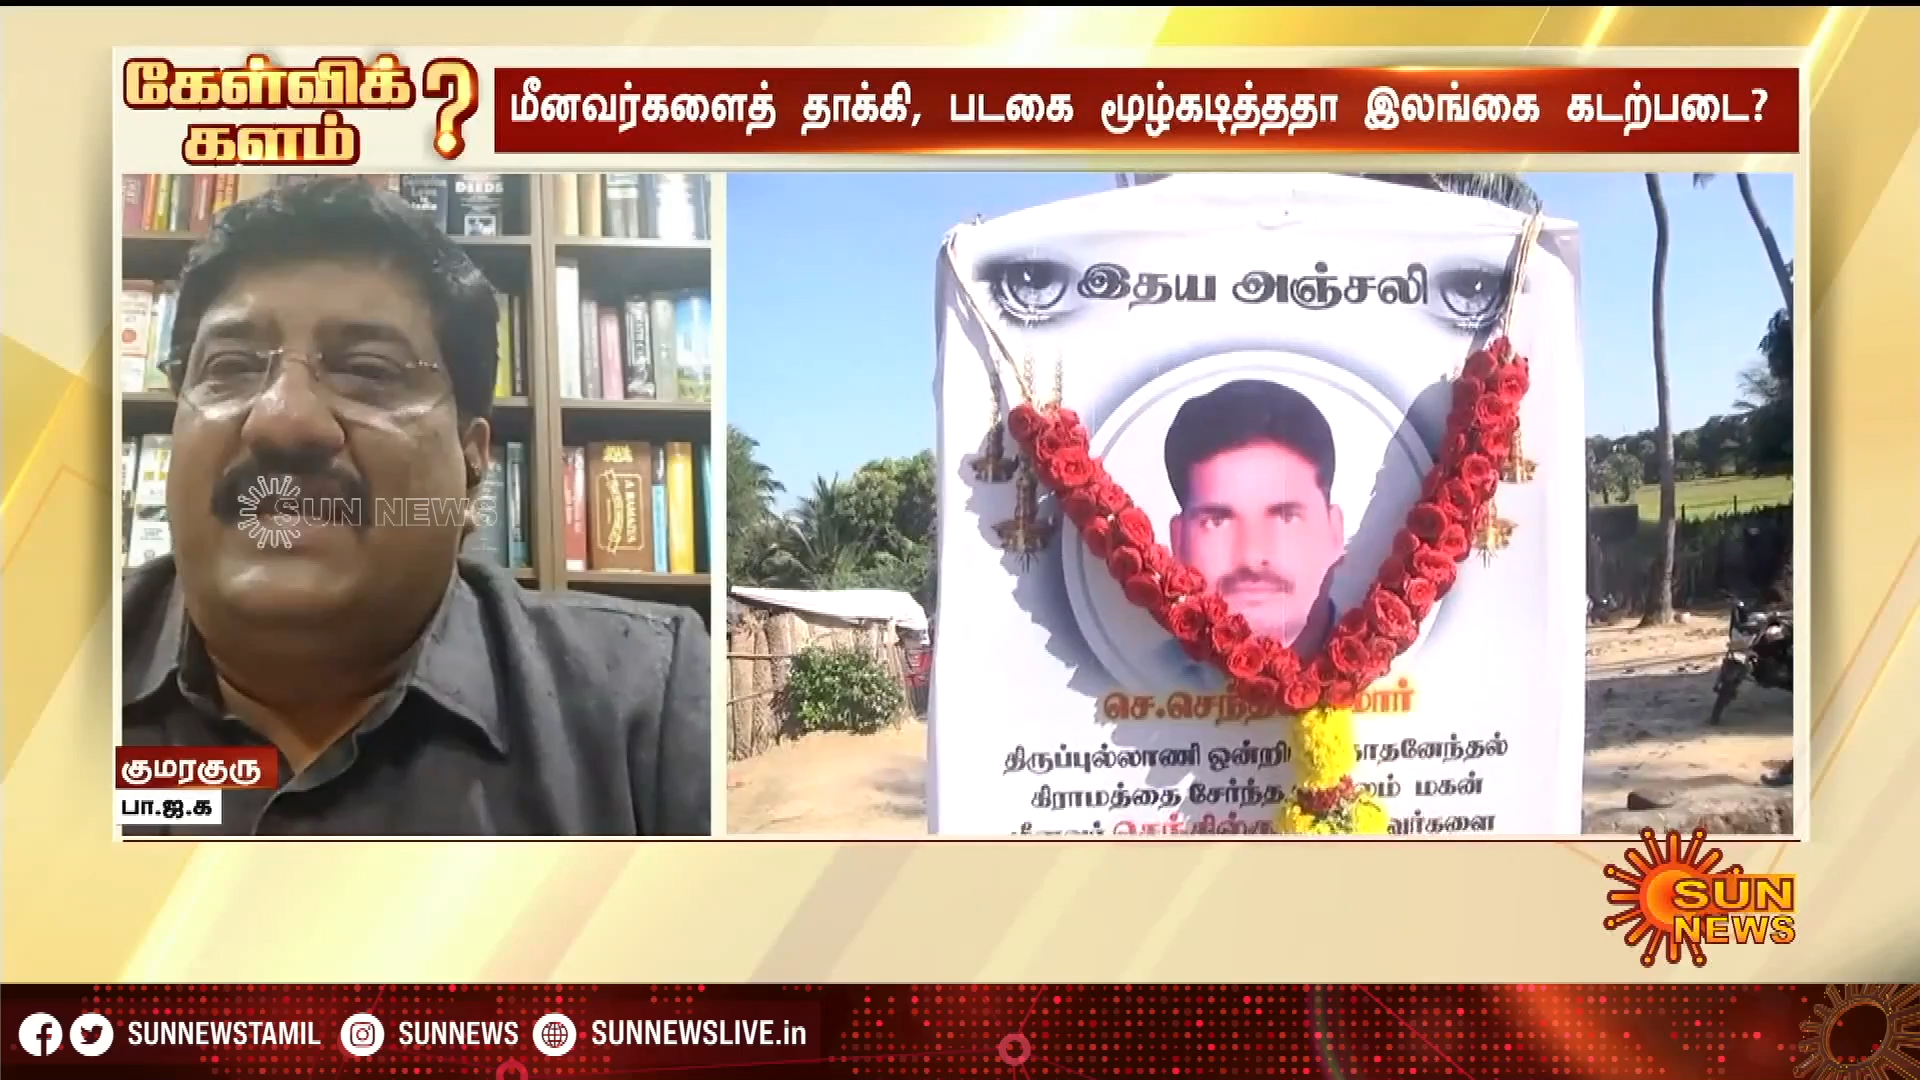 கேள்விக்
களம்
?
மீனவர்களைத் தாக்கி, படகை மூழ்கடித்ததா இலங்கை கடற்படை?
DEEDS
SUN NEWS
குமரகுரு
பா.ஜ.க
இதய அஞ்சலி
திருப்புல்லாணி
கிராமத்தை சேர்ந்த மகன்
SUN
NEWS
SUNNEWSTAMIL SUNNEWS SUNNEWSLIVE.in